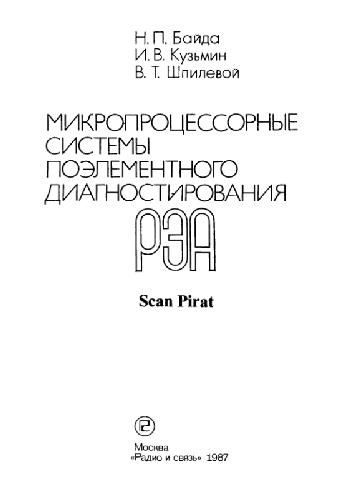 Н. П. Байда
И. В. Кузьмин
В. Т. Шпилевой
МИКРОПРОЦЕССОРНЫЕ
СИСТЕМЫ
ПОЭЛЕМЕНТНОГО
ДИАГНОСТИРОВАНИЯ
РЭА
Scan Pirat
Москва
«Радио и связь» 1987